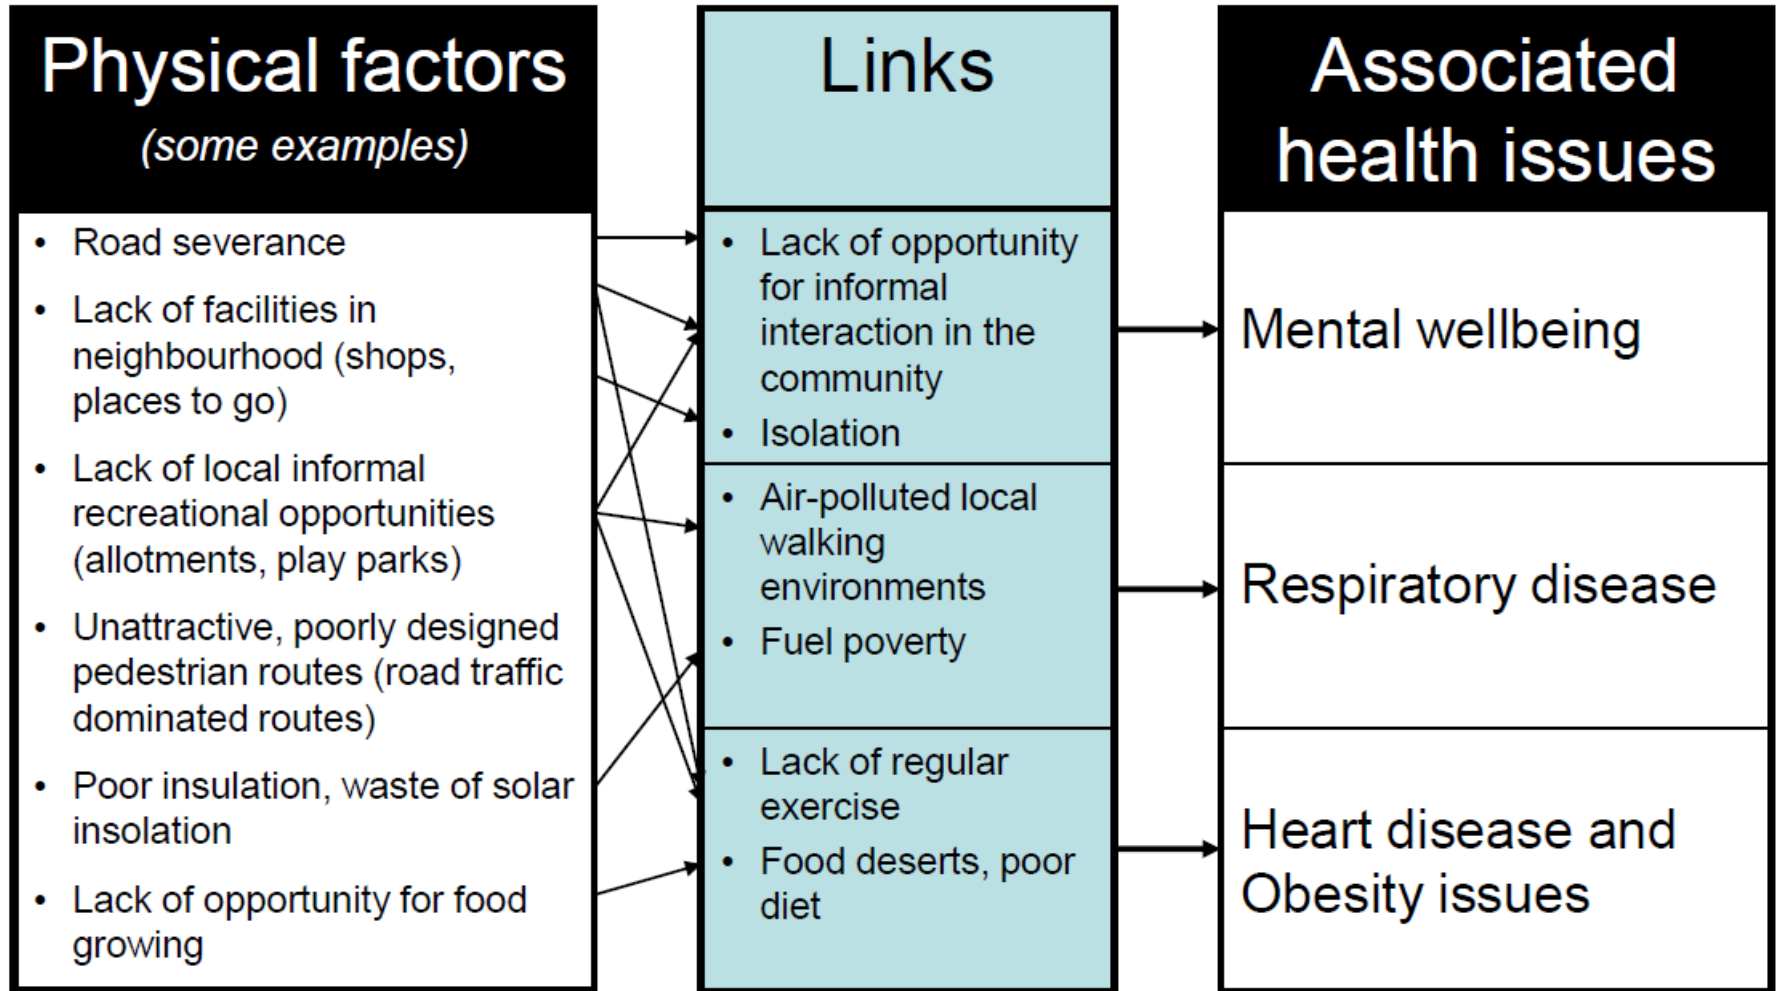 Physical factors
(some examples)
• Road severance
• Lack of facilities in
neighbourhood (shops,
places to go)
• Lack of local informal
recreational opportunities
(allotments, play parks)
• Unattractive, poorly designed
pedestrian routes (road traffic
dominated routes)
• Poor insulation, waste of solar
insolation
• Lack of opportunity for food
growing
Links
• Lack of opportunity
for informal
interaction in the
community
• Isolation
• Air-polluted local
walking
environments
• Fuel poverty
• Lack of regular
exercise
• Food deserts, poor
diet
Associated
health issues
Mental wellbeing
Respiratory disease
Heart disease and
Obesity issues